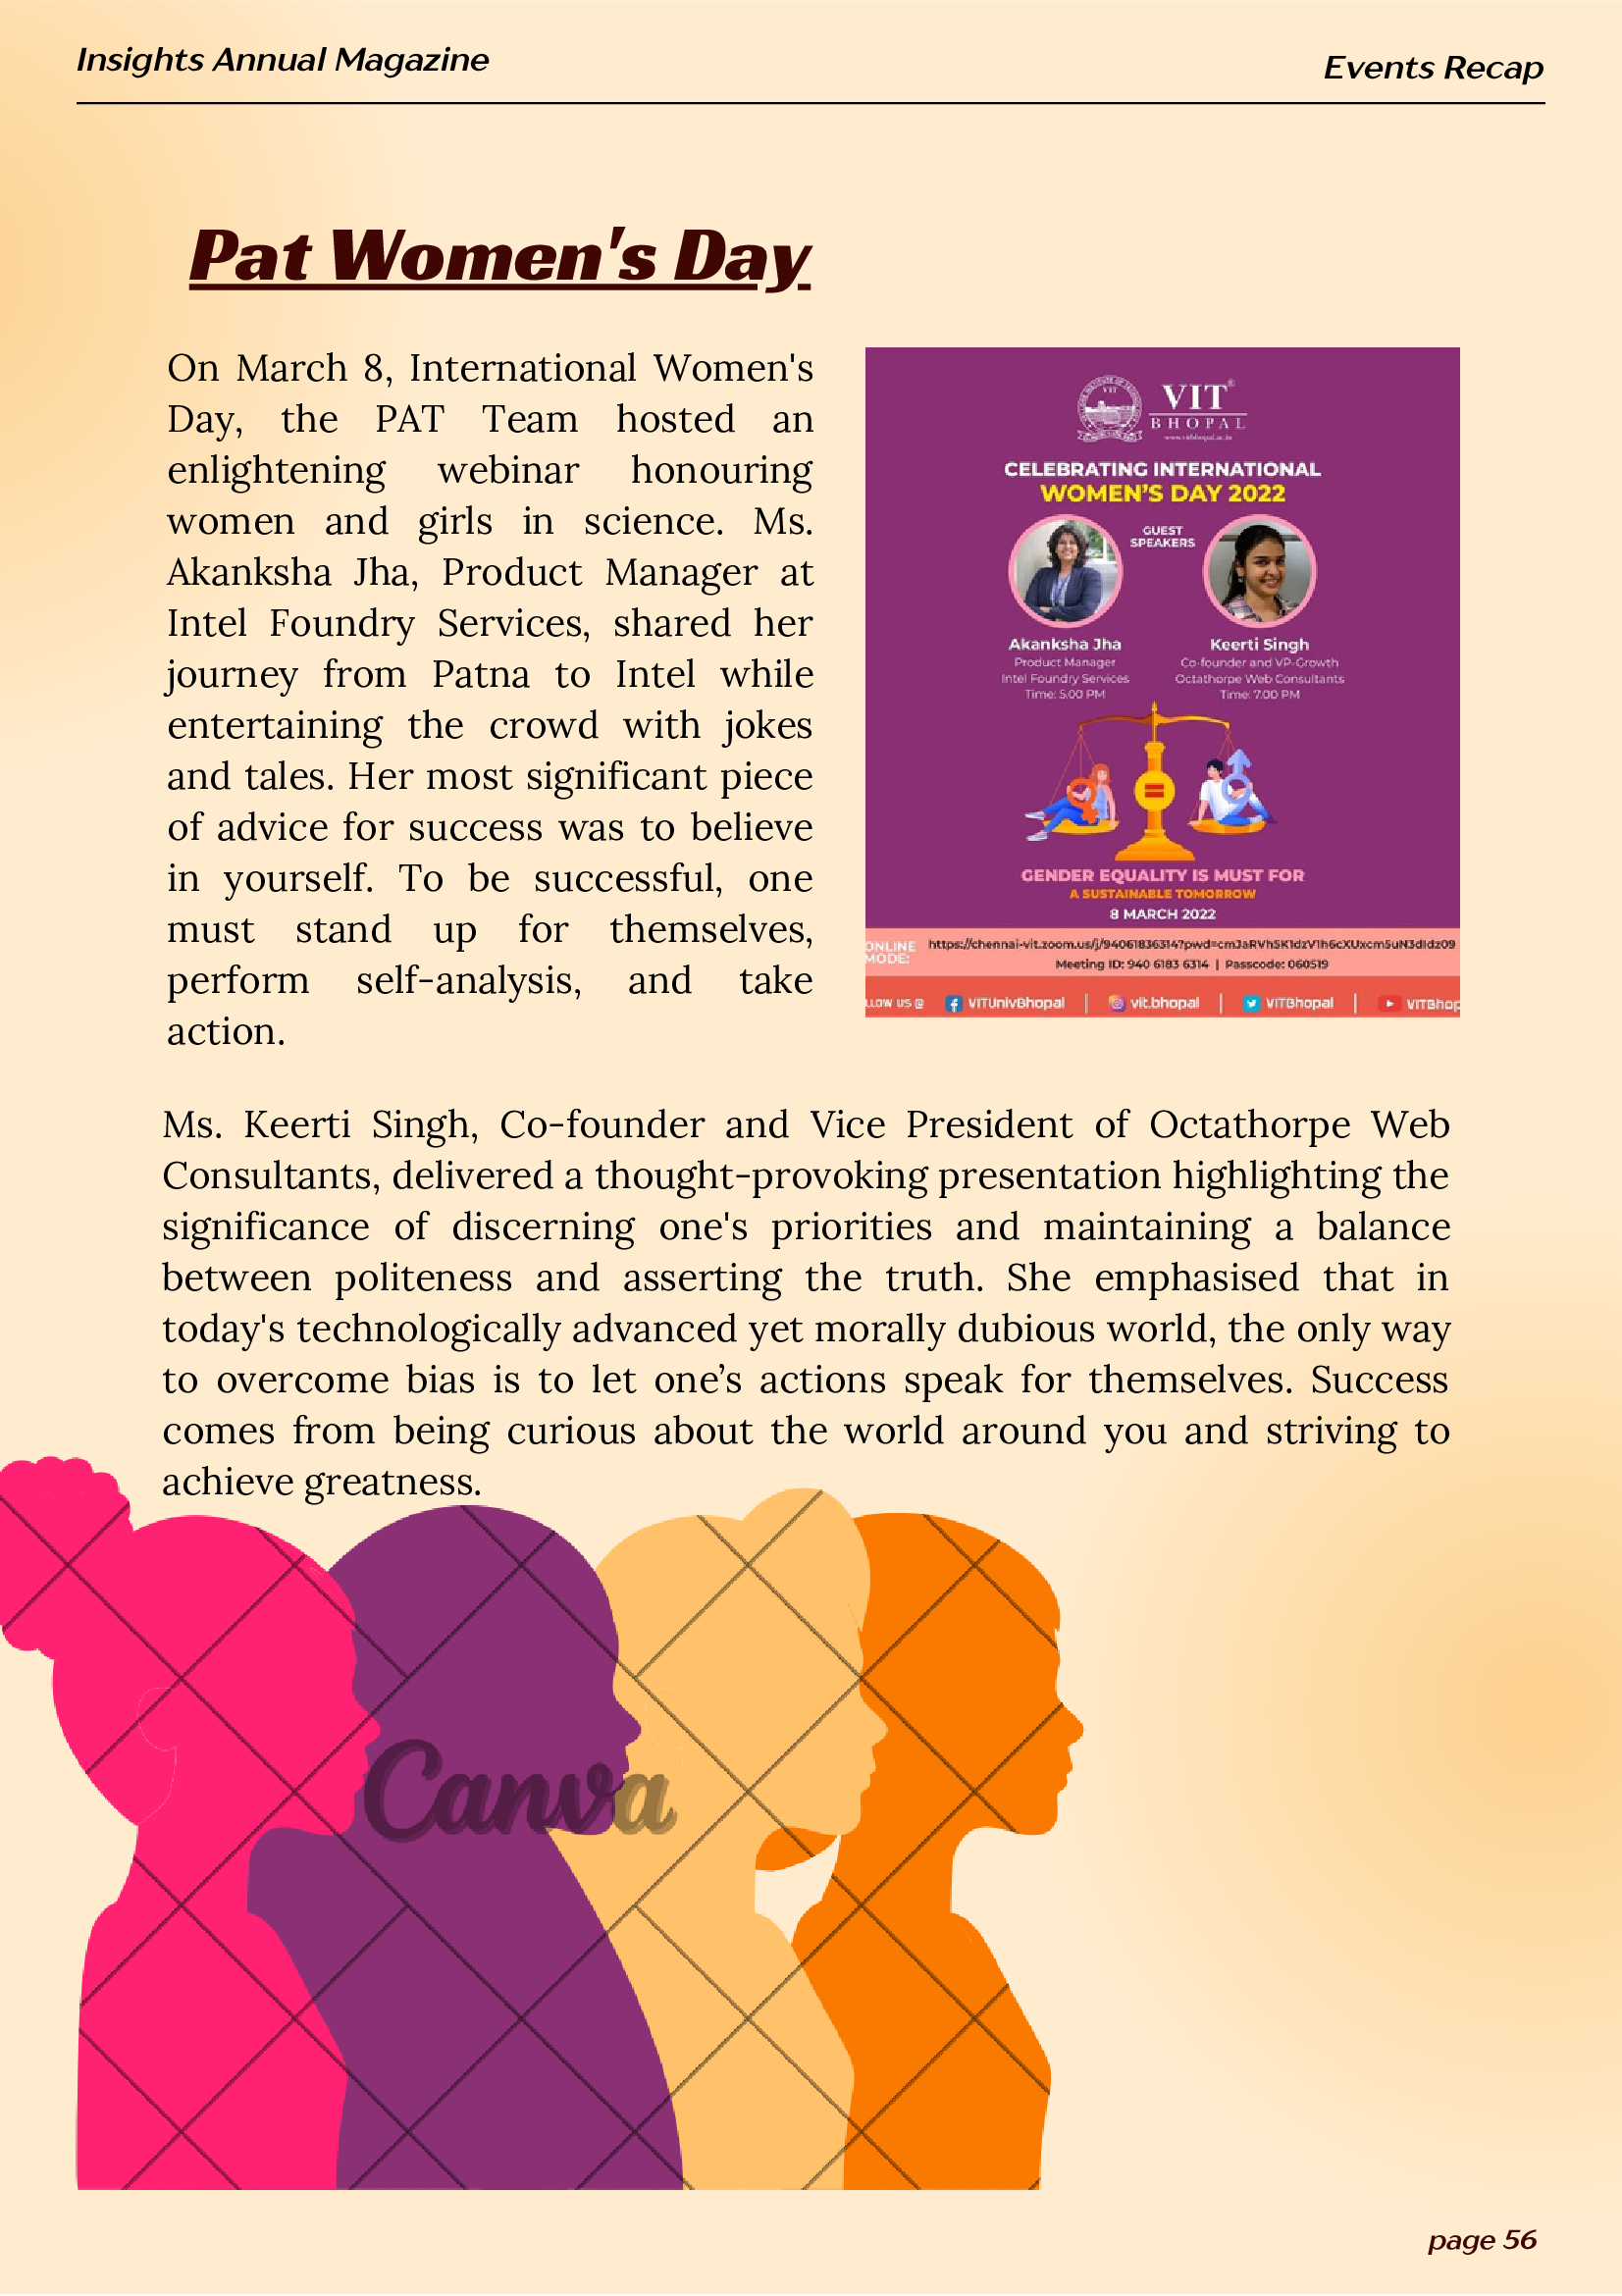 Insights Annual Magazine
Events Recap
Pat Women's Day
On March 8, International Women's
Day, the PAT Team hosted an
enlightening webinar honouring
women and girls in science. Ms.
Akanksha Jha, Product Manager at
Intel Foundry Services, shared her
journey from Patna to Intel while
entertaining the crowd with jokes
and tales. Her most significant piece
of advice for success was to believe
in yourself. To be successful, one
must stand up for themselves,
perform self-analysis, and take
action.
VIT
BHOPAL
www.vitbhopal.ac.in
CELEBRATING INTERNATIONAL
WOMEN'S DAY 2022
GUEST
SPEAKERS
Akanksha Jha
Product Manager
Intel Foundry Services
Time: 5:00 PM
Keerti Singh
Co-founder and VP-Growth
Octathorpe Web Consultants
Time: 7:00 PM
GENDER EQUALITY IS MUST FOR
A SUSTAINABLE TOMORROW
8 MARCH 2022
ONLINE
MODE:
Meeting ID: 940 6183 6314 | Passcode: 060519
LLOW US @ VITUnivBhopal | vit.bhopal | VITBhopal | VITBhop
Ms. Keerti Singh, Co-founder and Vice President of Octathorpe Web
Consultants, delivered a thought-provoking presentation highlighting the
significance of discerning one's priorities and maintaining a balance
between politeness and asserting the truth. She emphasised that in
today's technologically advanced yet morally dubious world, the only way
to overcome bias is to let one’s actions speak for themselves. Success
comes from being curious about the world around you and striving to
achieve greatness.
Canva
page 56